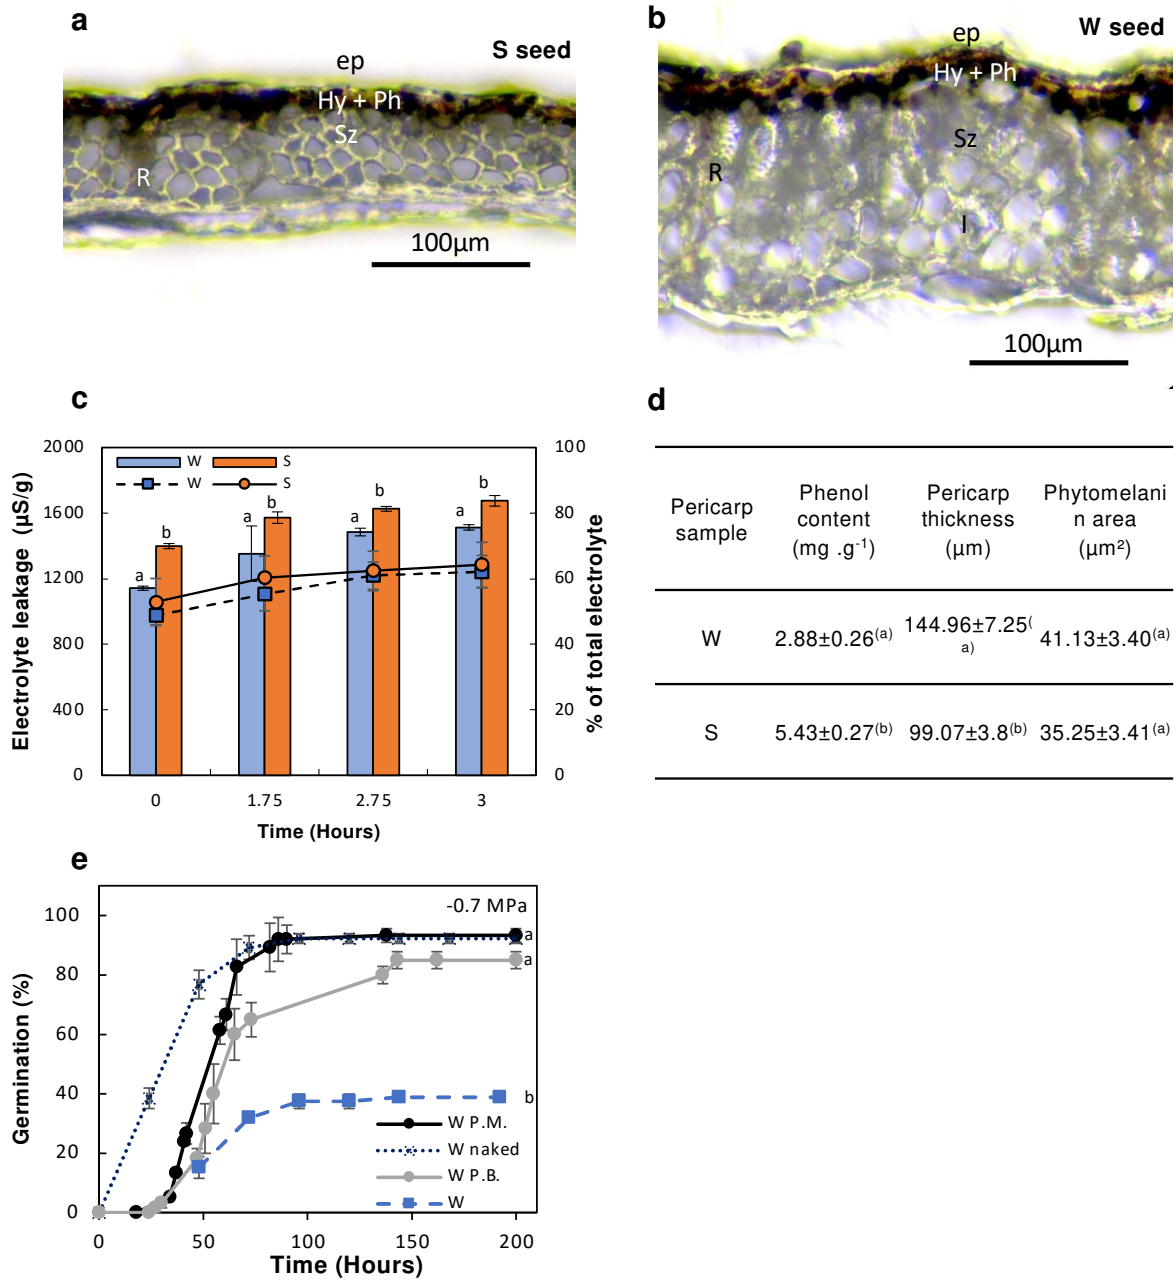 a
S seed
ep
Hy + Ph
Sz
R
100µm
b
W seed
ep
Hy + Ph
Sz
R
I
100µm
c
2000
1600
1200
800
400
0
Electrolyte leakage (µS/g)
W
S
W
S
a
b
a
b
a
b
a
b
100
80
60
40
20
0
% of total electrolyte
0
1.75
2.75
3
Time (Hours)
d
Pericarp sample
Phenol content (mg .g-1)
Pericarp thickness (µm)
Phytomelani n area (µm²)
W
2.88±0.26(a)
144.96±7.25( a)
41.13±3.40(a)
S
5.43±0.27(b)
99.07±3.8(b)
35.25±3.41(a)
e
-0.7 MPa
100
80
60
40
20
0
Germination (%)
a
a
b
W P.M.
W naked
W P.B.
W
0
50
100
150
200
Time (Hours)